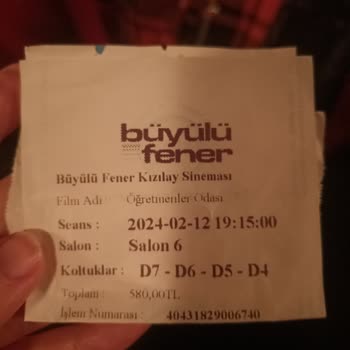 büyülü
fener
Büyülü Fener Kızılay Sineması
Film Adı Öğretmenler Odası
Seans : 2024-02-12 19:15:00
Salon : Salon 6
Koltuklar : D7 - D6 - D5 - D4
Toplam : 580,00TL
İşlem Numarası : 40431829006740